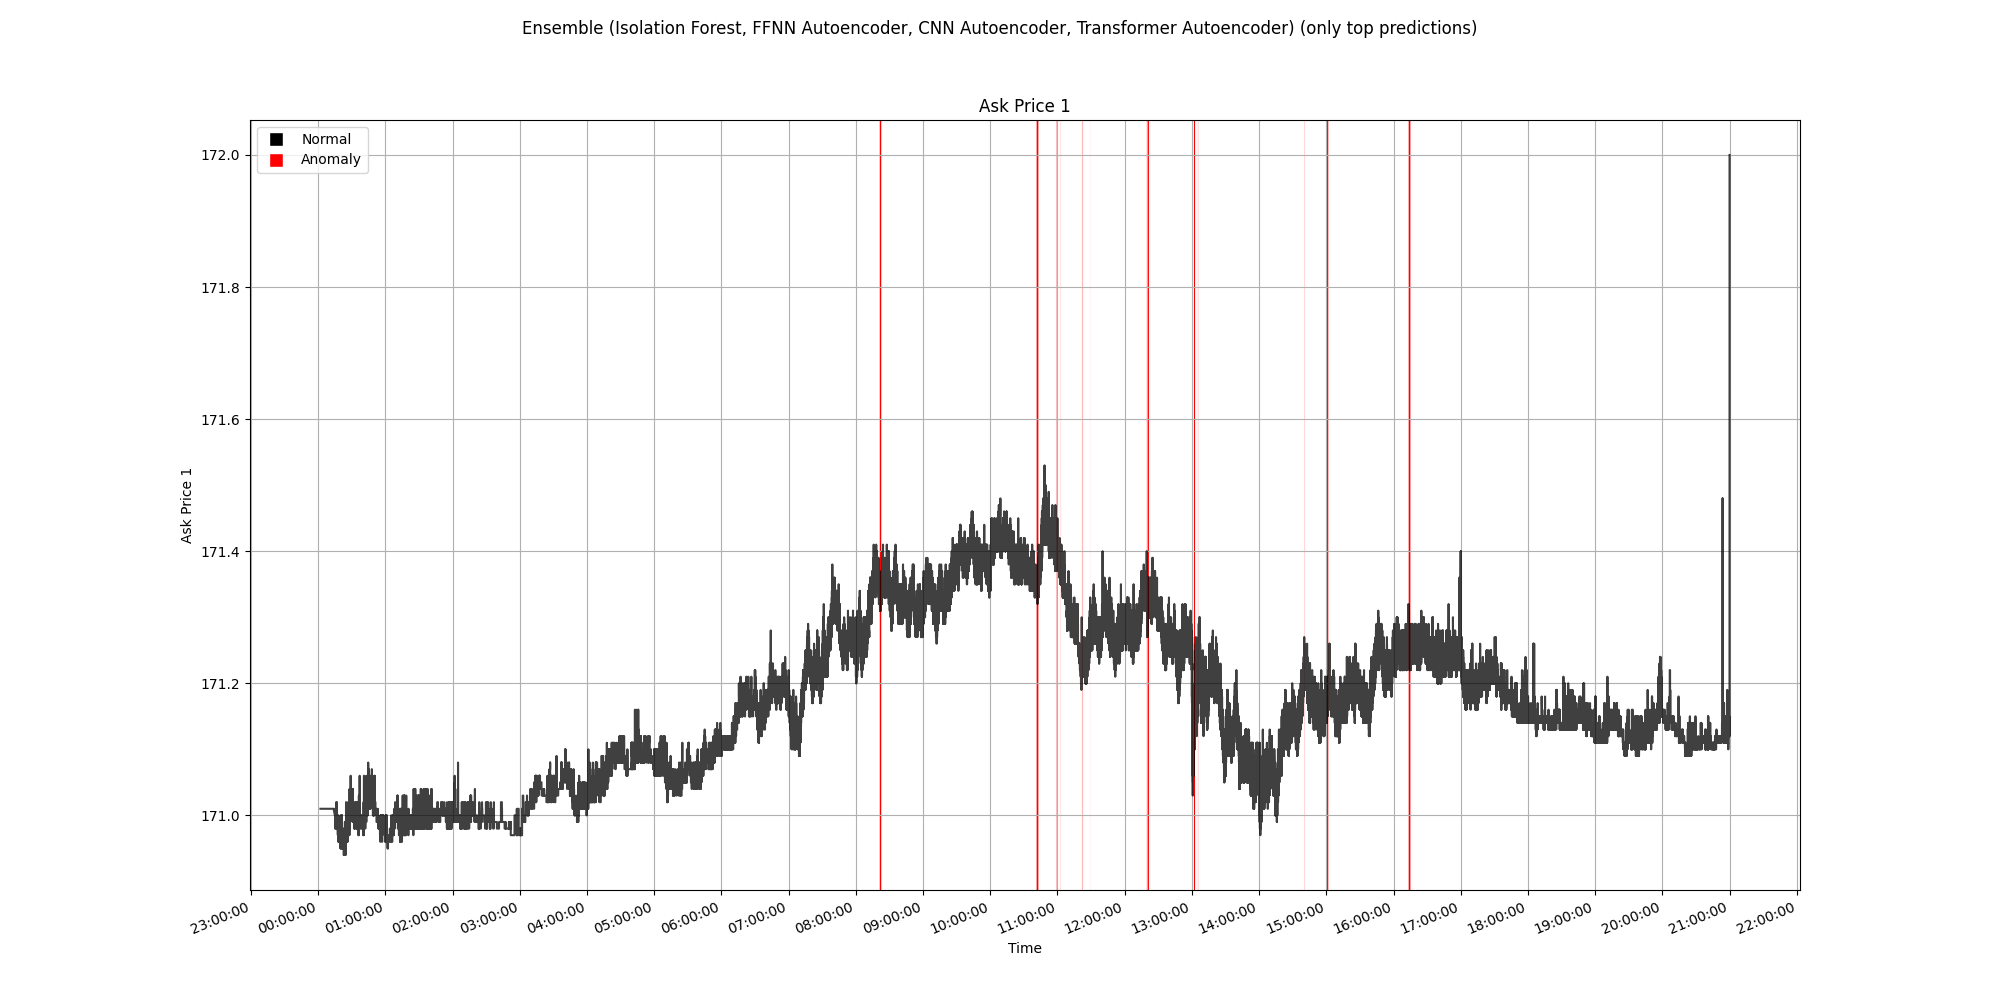 Ensemble (Isolation Forest, FFNN Autoencoder, CNN Autoencoder, Transformer Autoencoder) (only top predictions)
Ask Price 1
Normal
Anomaly
172.0
171.8
171.6
171.4
171.2
171.0
Ask Price 1
23:00:00 00:00:00 01:00:00 02:00:00 03:00:00 04:00:00 05:00:00 06:00:00 07:00:00 08:00:00 09:00:00 10:00:00 11:00:00 12:00:00 13:00:00 14:00:00 15:00:00 16:00:00 17:00:00 18:00:00 19:00:00 20:00:00 21:00:00 22:00:00
Time